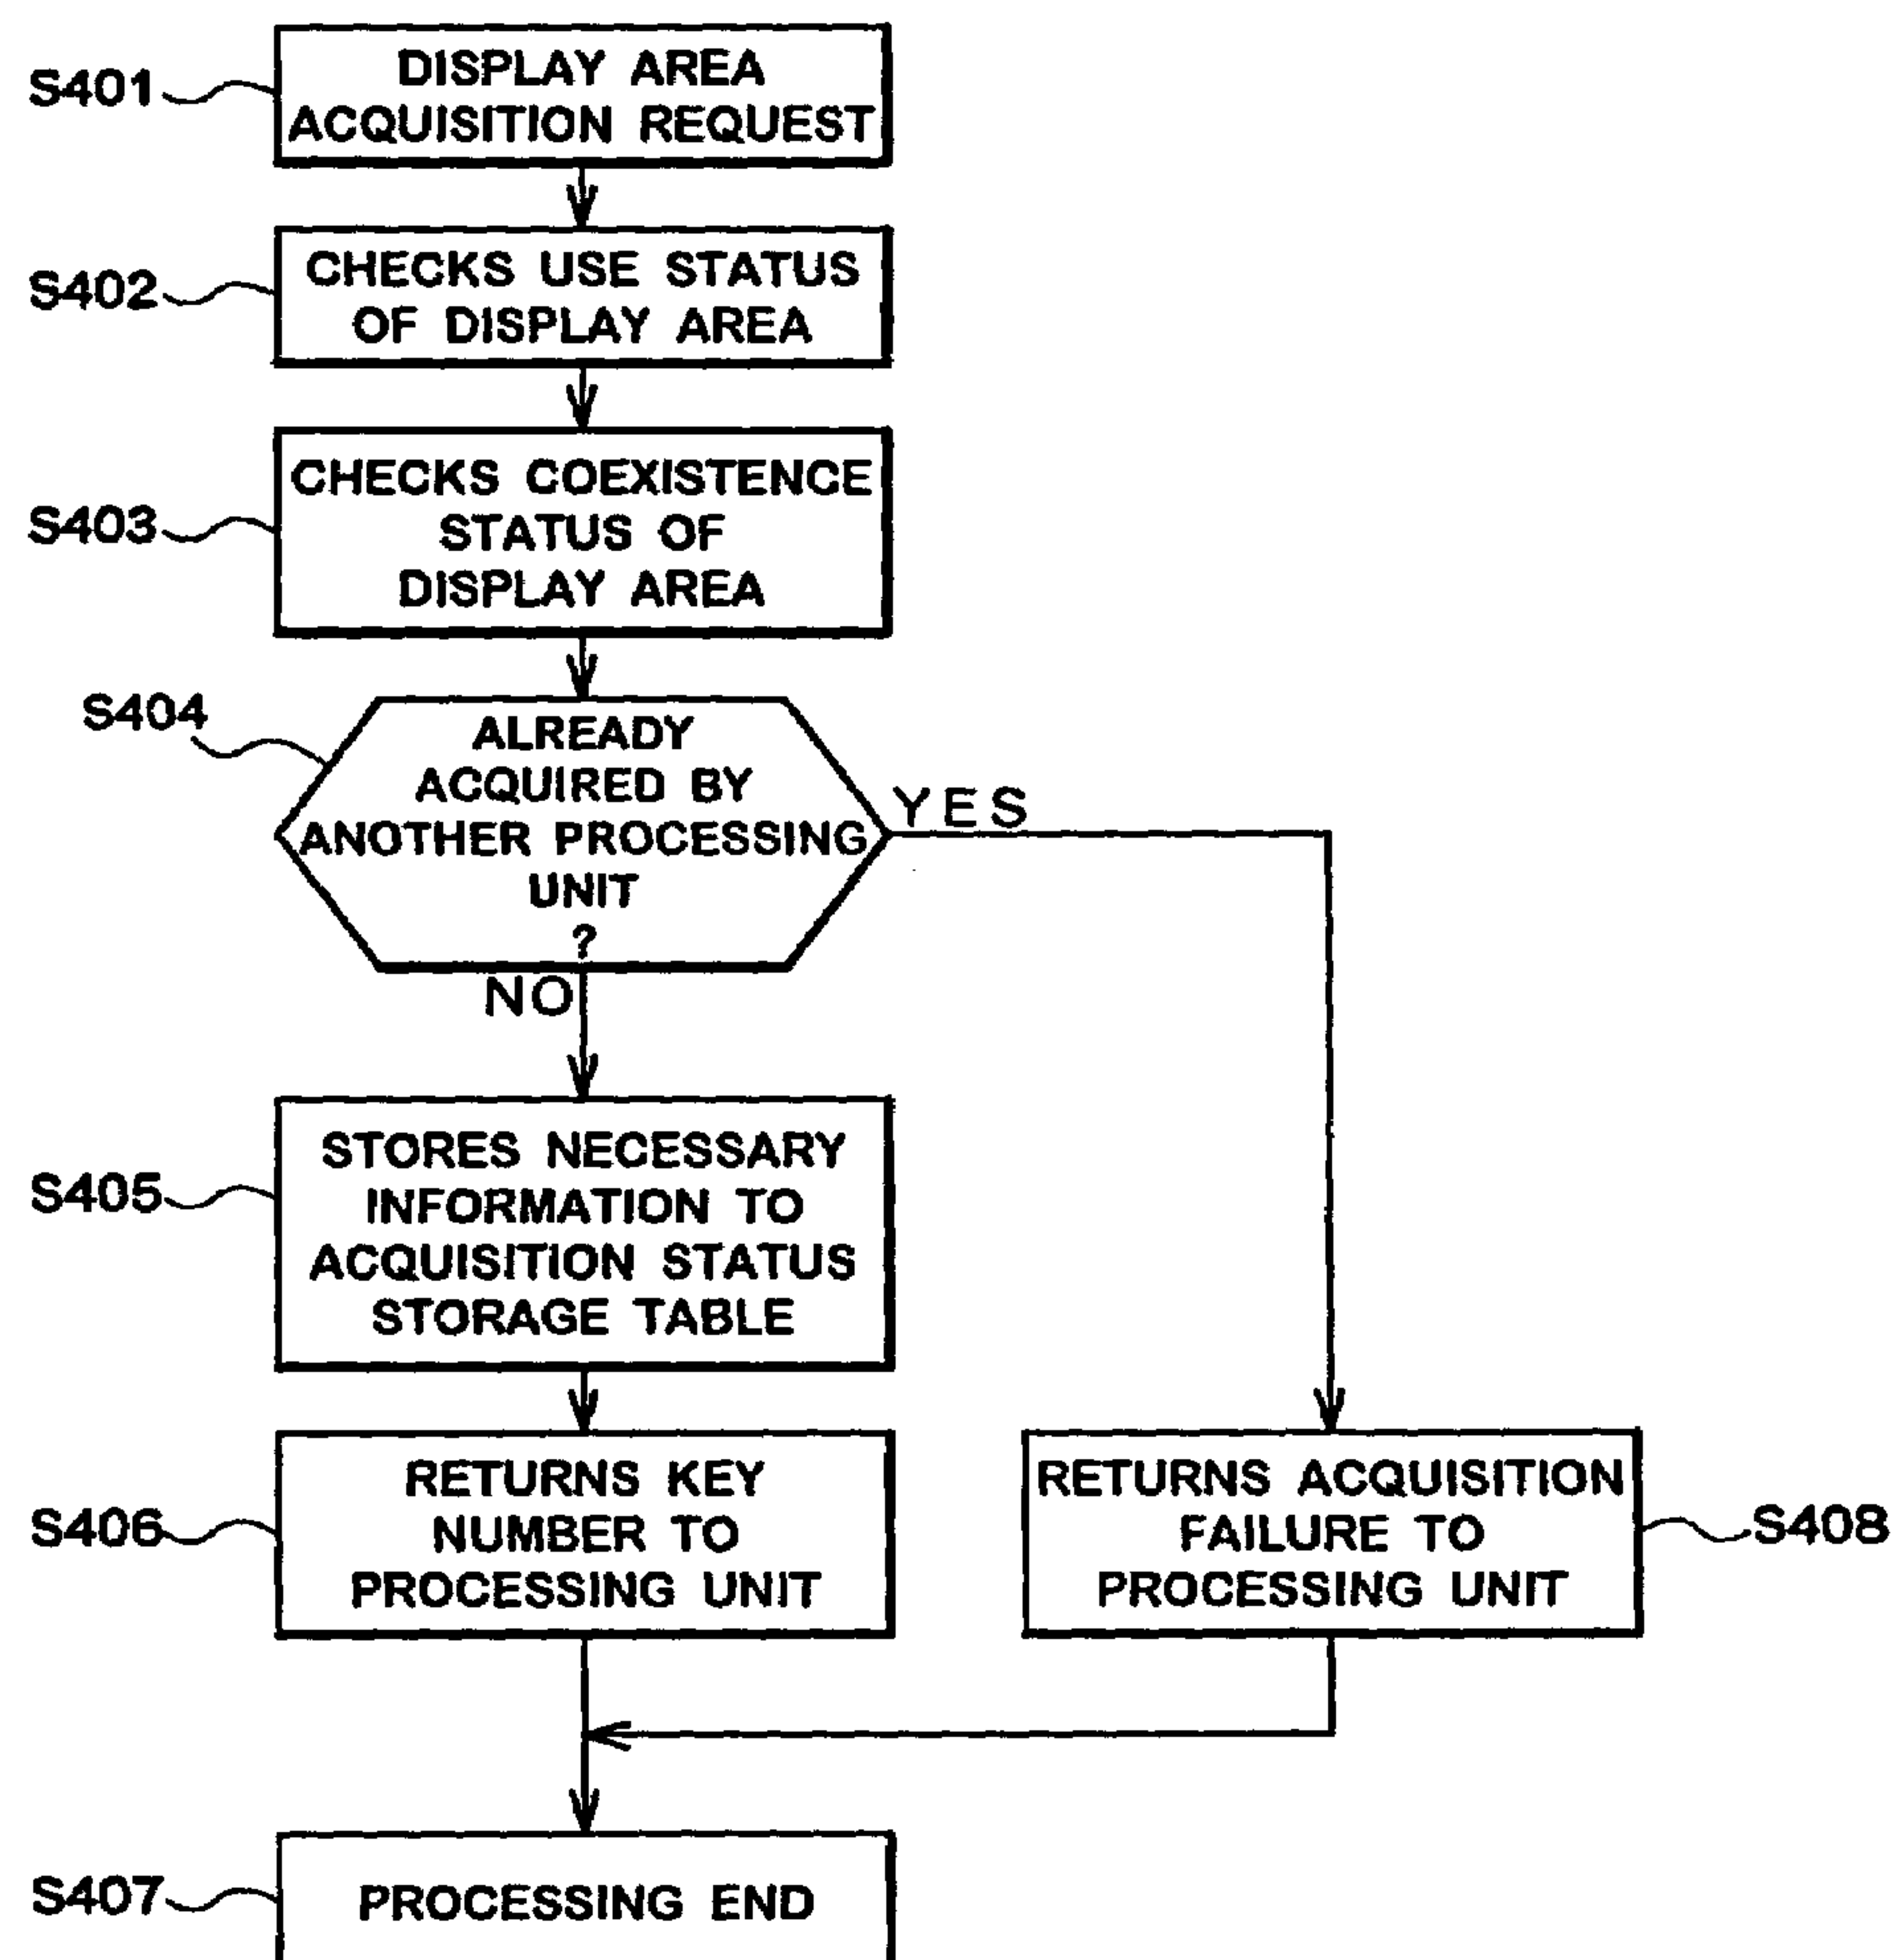 S401
DISPLAY AREA
ACQUISITION REQUEST
S402
CHECKS USE STATUS
OF DISPLAY AREA
S403
CHECKS COEXISTENCE
STATUS OF
DISPLAY AREA
S404
ALREADY
ACQUIRED BY
ANOTHER PROCESSING
UNIT
?
YES
NO
S405
STORES NECESSARY
INFORMATION TO
ACQUISITION STATUS
STORAGE TABLE
S406
RETURNS KEY
NUMBER TO
PROCESSING UNIT
RETURNS ACQUISITION
FAILURE TO
PROCESSING UNIT
S408
S407
PROCESSING END